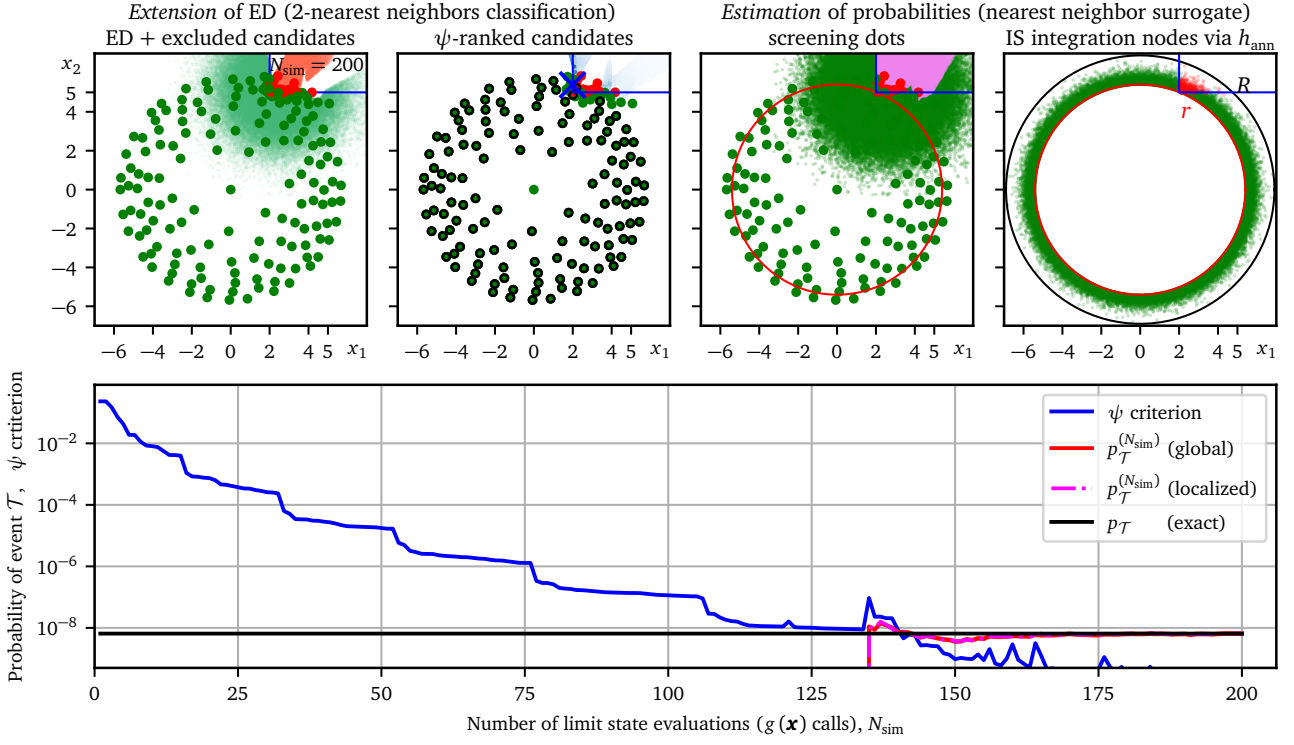 Extension of ED (2-nearest neighbors classification)
Estimation of probabilities (nearest neighbor surrogate)
ED + excluded candidates
ψ-ranked candidates
screening dots
IS integration nodes via h_ann
x_2
N_sim = 200
R
r
5
4
2
0
−2
−4
−6
−6 −4 −2 0 2 4 5 x_1
−6 −4 −2 0 2 4 5 x_1
−6 −4 −2 0 2 4 5 x_1
−6 −4 −2 0 2 4 5 x_1
Probability of event 𝒯, ψ crtiterion
10^−2
10^−4
10^−6
10^−8
ψ criterion
p_𝒯^(N_sim) (global)
p_𝒯^(N_sim) (localized)
p_𝒯 (exact)
0 25 50 75 100 125 150 175 200
Number of limit state evaluations (g(x) calls), N_sim